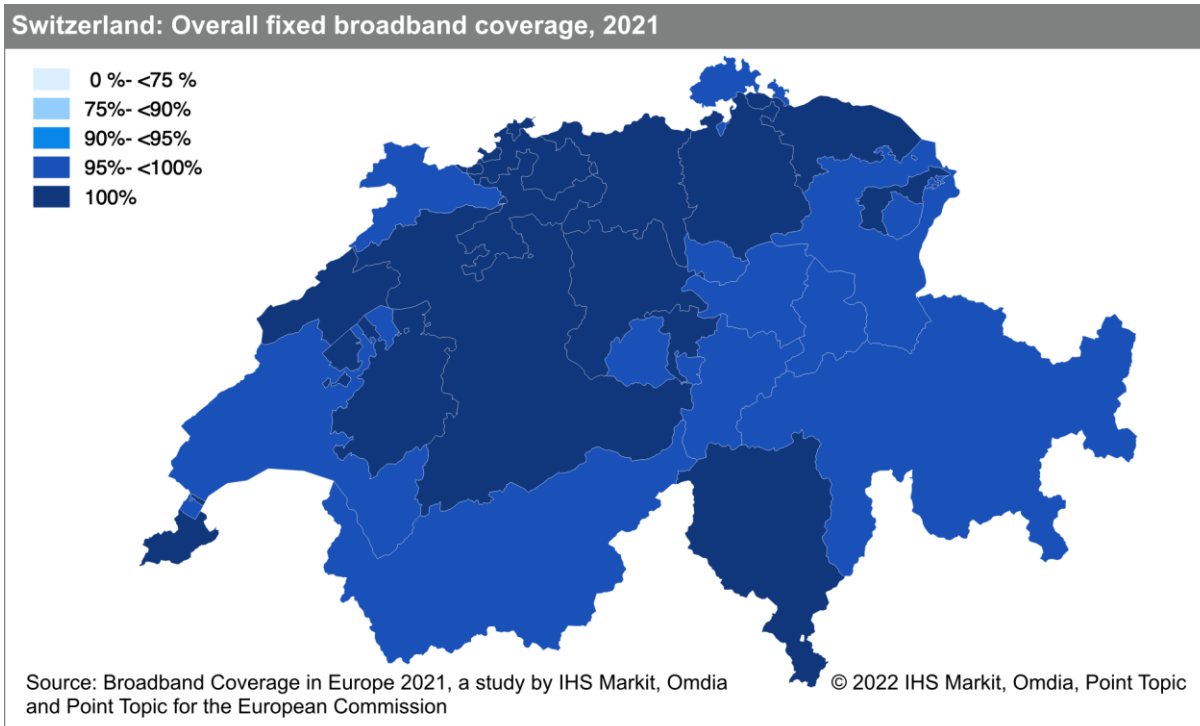 Switzerland: Overall fixed broadband coverage, 2021
0 %- <75 %
75%- <90%
90%- <95%
95%- <100%
100%
Source: Broadband Coverage in Europe 2021, a study by IHS Markit, Omdia
and Point Topic for the European Commission
© 2022 IHS Markit, Omdia, Point Topic